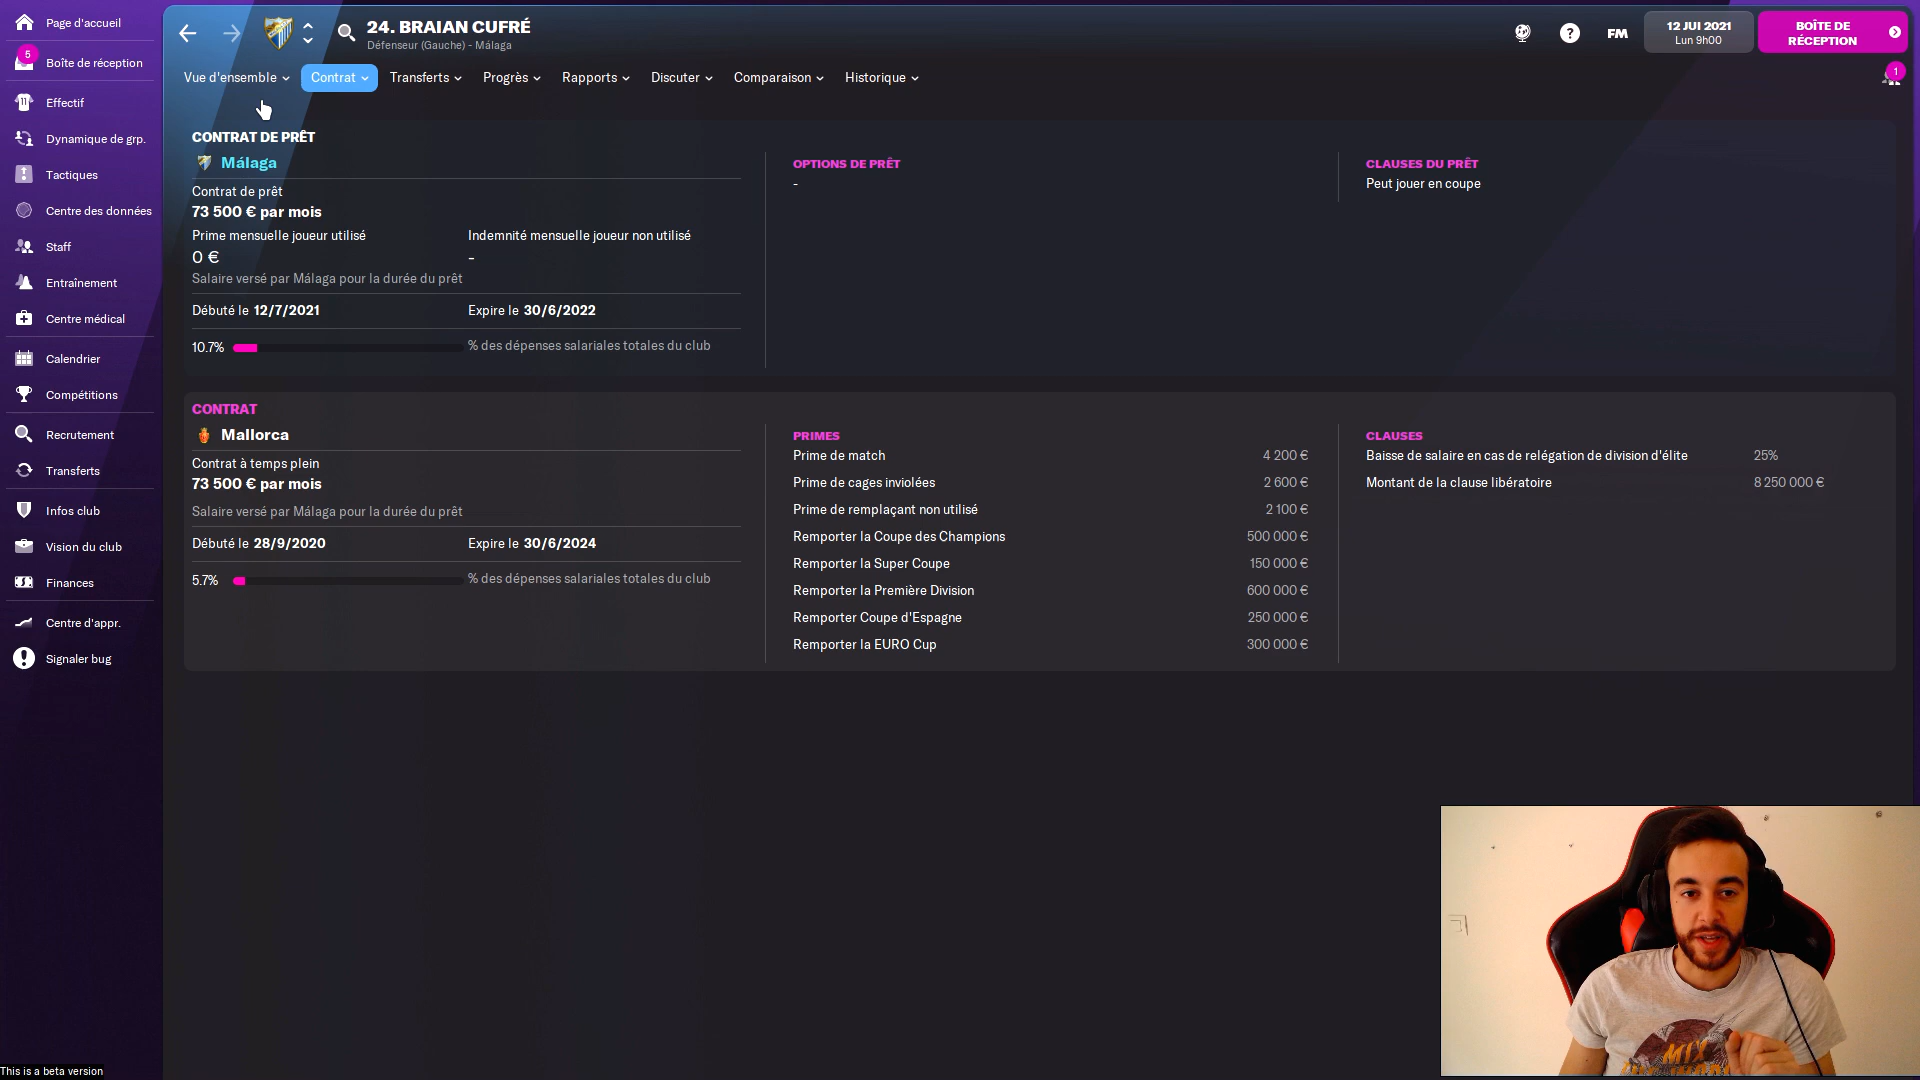 Page d'accueil
5
Boîte de réception
Effectif
Dynamique de grp.
Tactiques
Centre des données
Staff
Entraînement
Centre médical
Calendrier
Compétitions
Recrutement
Transferts
Infos club
Vision du club
Finances
Centre d'appr.
Signaler bug
This is a beta version
24. BRAIAN CUFRÉ
Défenseur (Gauche) - Málaga
FM
12 JUI 2021
Lun 9h00
BOÎTE DE
RÉCEPTION
Vue d'ensemble Contrat Transferts Progrès Rapports Discuter Comparaison Historique
1
CONTRAT DE PRÊT
Málaga
Contrat de prêt
73 500 € par mois
Prime mensuelle joueur utilisé Indemnité mensuelle joueur non utilisé
0 € -
Salaire versé par Málaga pour la durée du prêt
Débuté le 12/7/2021 Expire le 30/6/2022
10.7% % des dépenses salariales totales du club
OPTIONS DE PRÊT
-
CLAUSES DU PRÊT
Peut jouer en coupe
CONTRAT
Mallorca
Contrat à temps plein
73 500 € par mois
Salaire versé par Málaga pour la durée du prêt
Débuté le 28/9/2020 Expire le 30/6/2024
5.7% % des dépenses salariales totales du club
PRIMES
Prime de match 4 200 €
Prime de cages inviolées 2 600 €
Prime de remplaçant non utilisé 2 100 €
Remporter la Coupe des Champions 500 000 €
Remporter la Super Coupe 150 000 €
Remporter la Première Division 600 000 €
Remporter Coupe d'Espagne 250 000 €
Remporter la EURO Cup 300 000 €
CLAUSES
Baisse de salaire en cas de relégation de division d'élite 25%
Montant de la clause libératoire 8 250 000 €
MIX